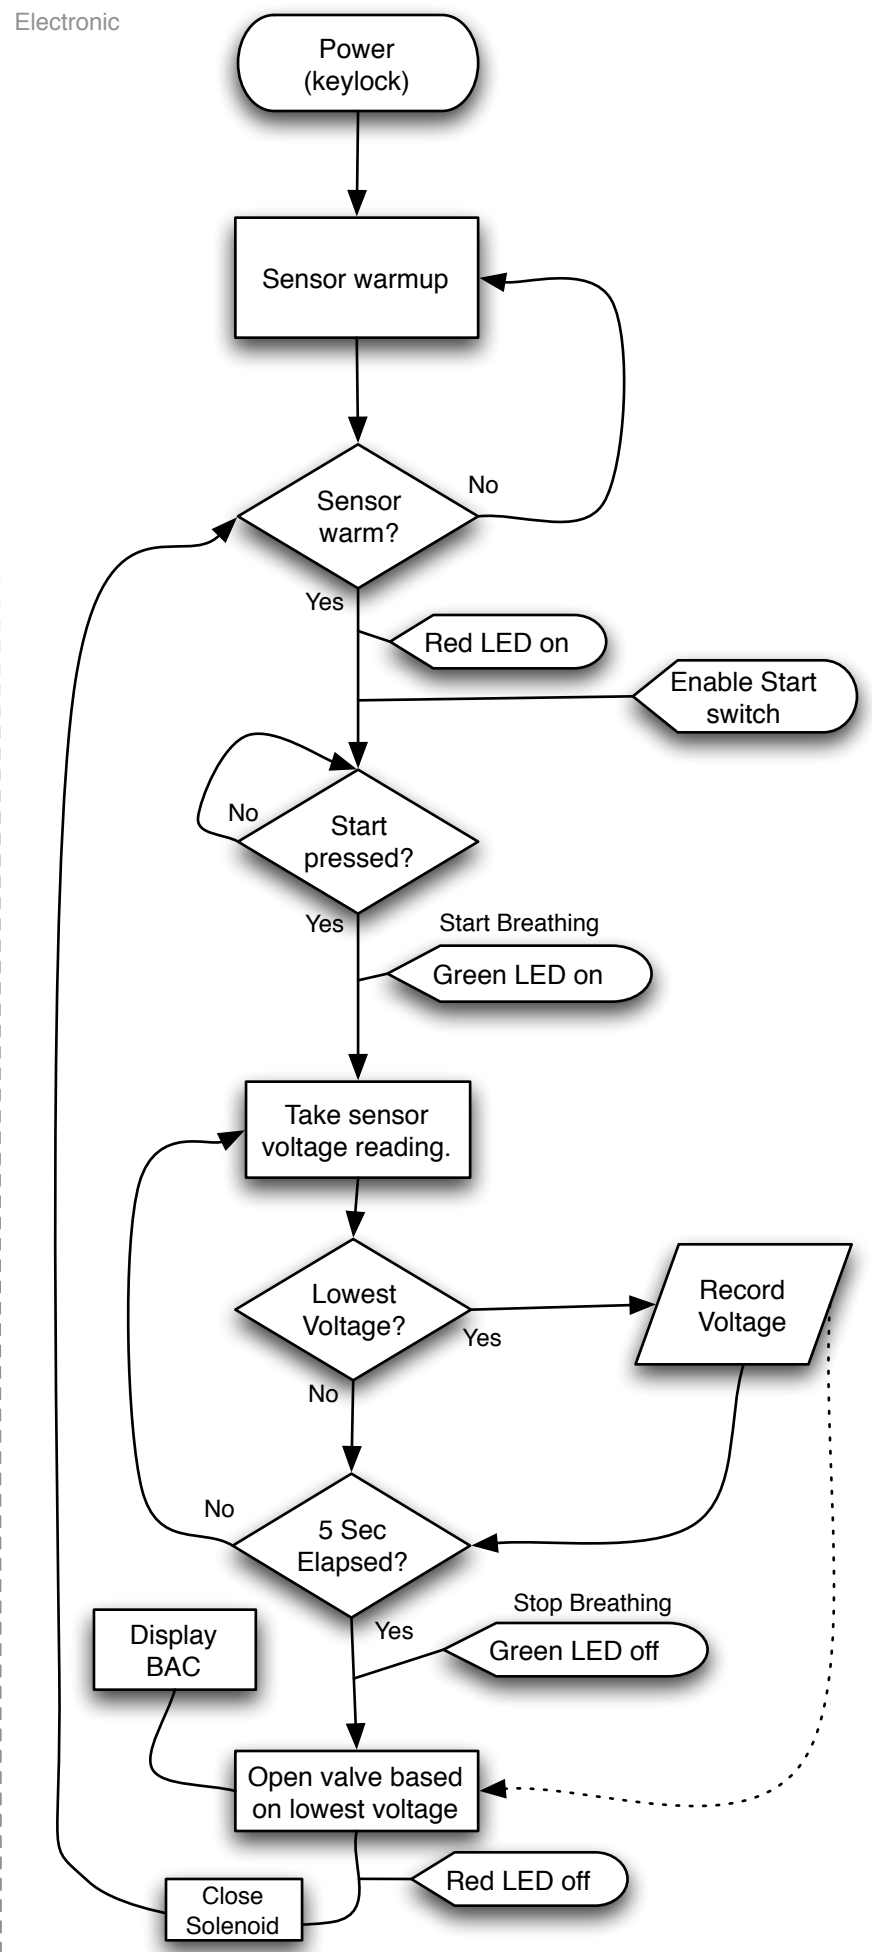 Electronic
Power
(keylock)
Sensor warmup
No
Sensor
warm?
Yes
Red LED on
Enable Start
switch
No
Start
pressed?
Yes
Start Breathing
Green LED on
Take sensor
voltage reading.
Lowest
Voltage?
Yes
Record
Voltage
No
No
5 Sec
Elapsed?
Yes
Stop Breathing
Green LED off
Display
BAC
Open valve based
on lowest voltage
Red LED off
Close
Solenoid